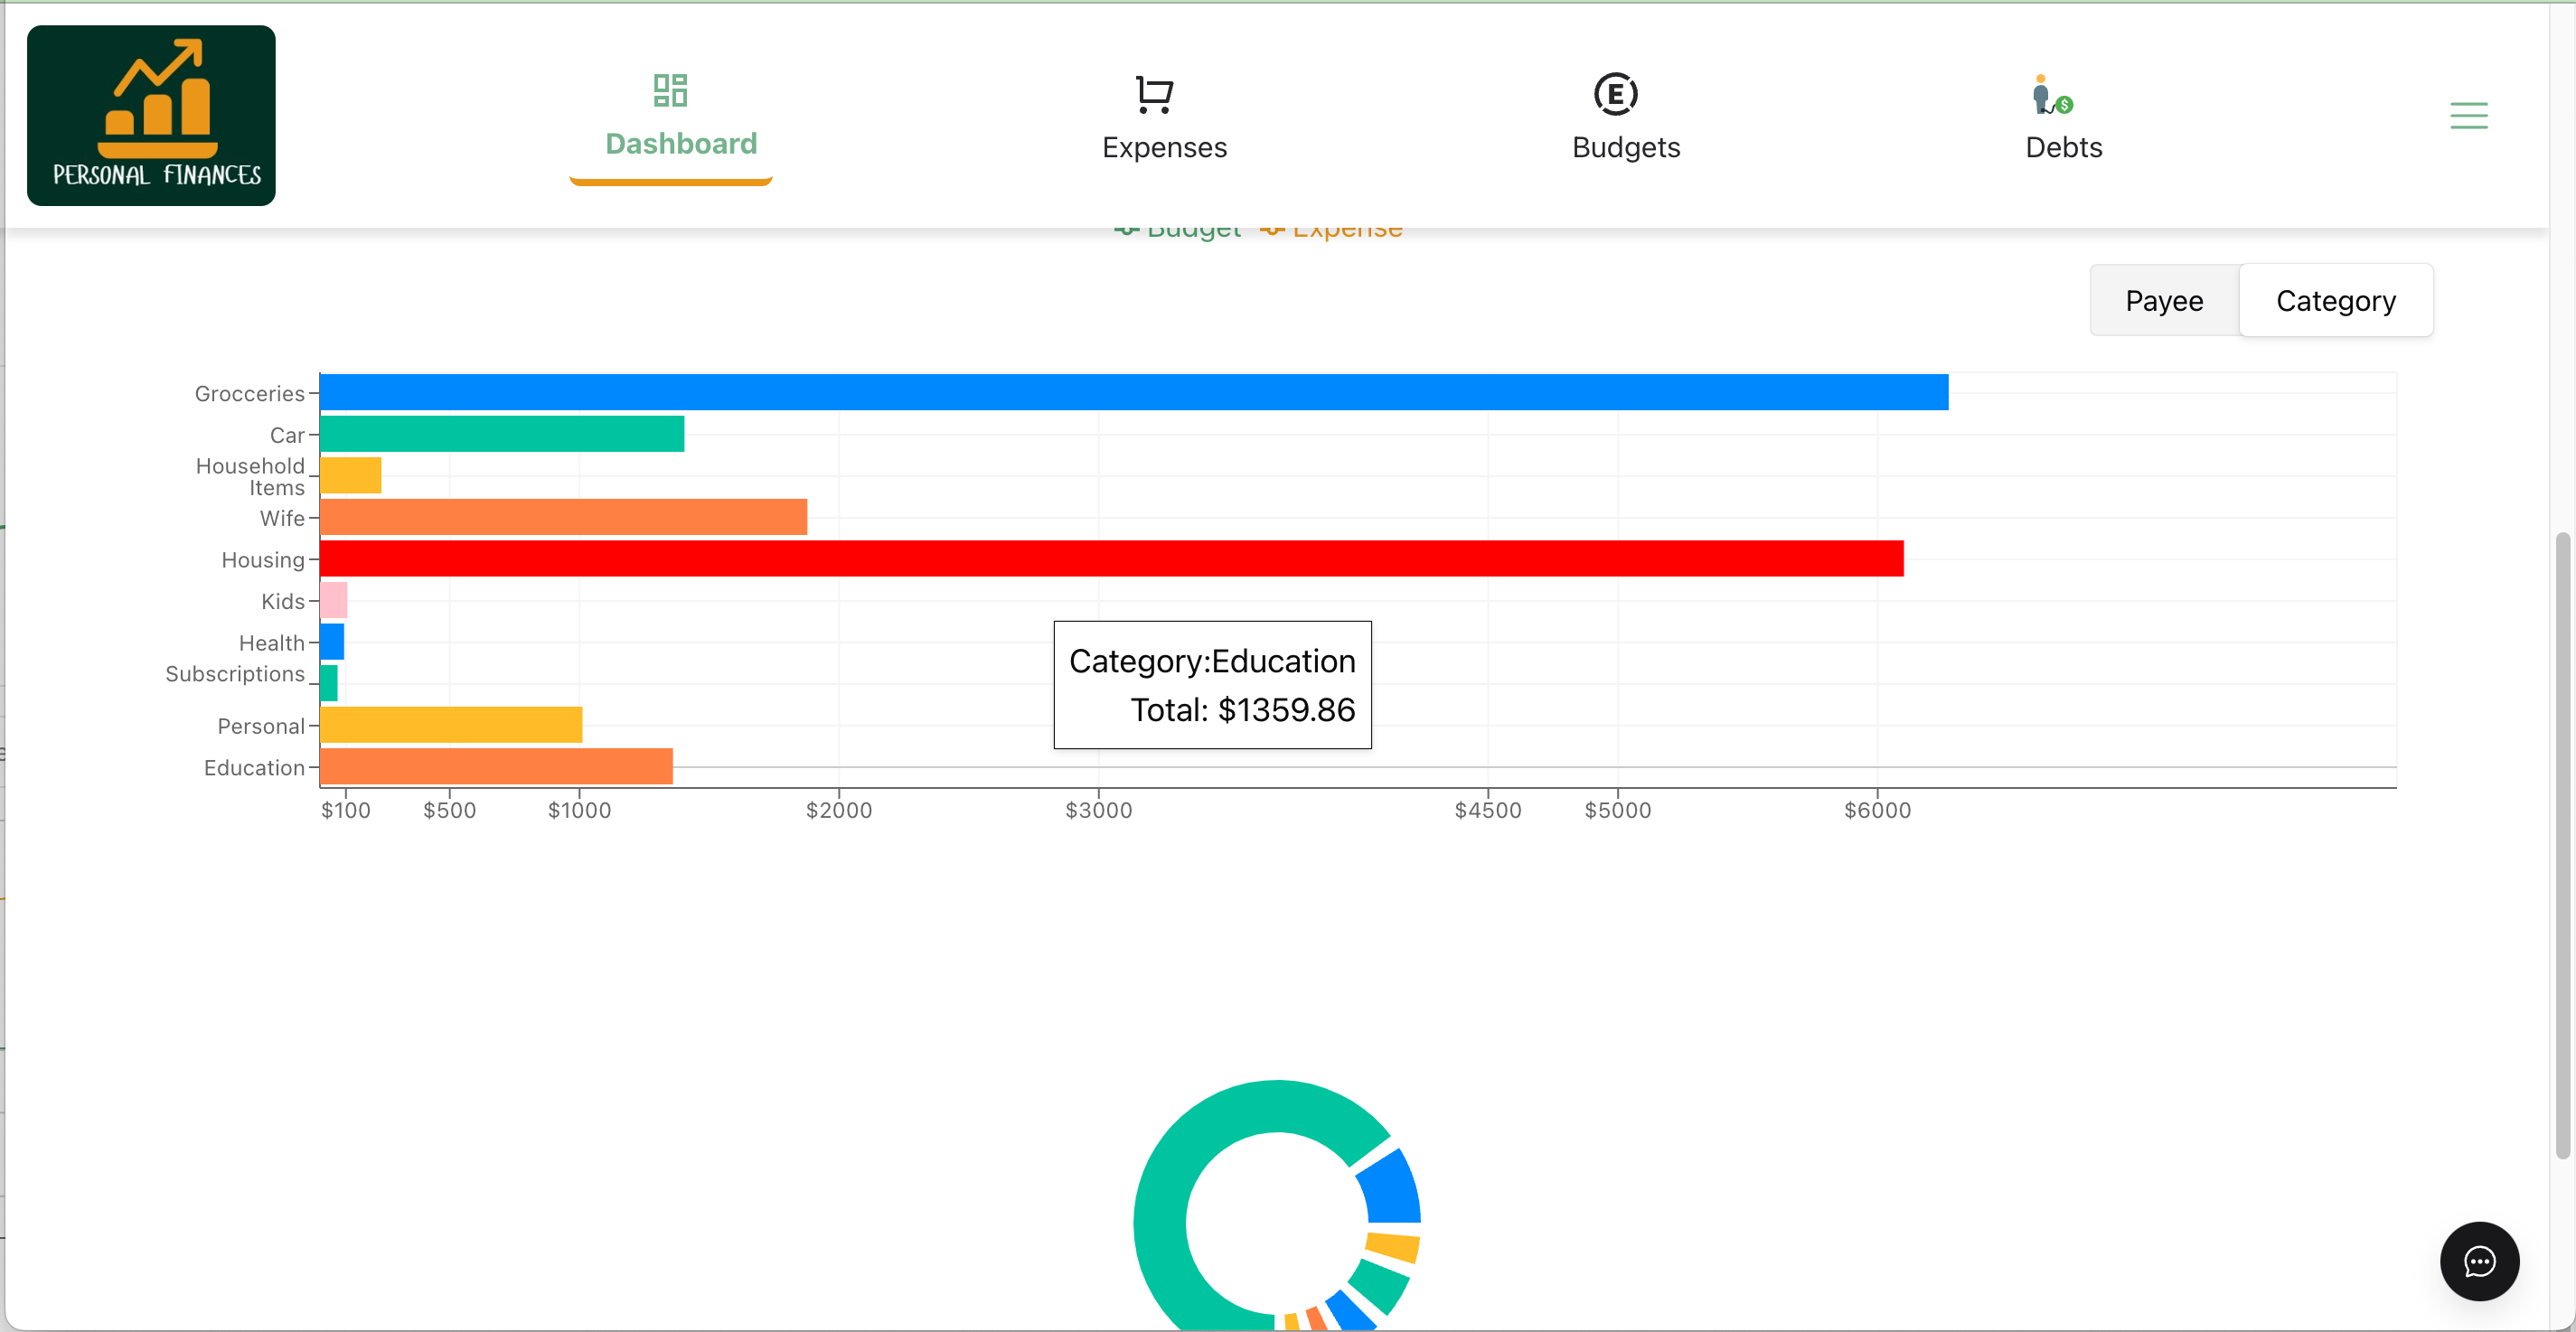 PERSONAL FINANCES
Dashboard
Expenses
Budgets
Debts
Budget Expense
Payee Category
Grocceries
Car
Household
Items
Wife
Housing
Kids
Health
Subscriptions
Personal
Education
Category:Education
Total: $1359.86
$100 $500 $1000 $2000 $3000 $4500 $5000 $6000